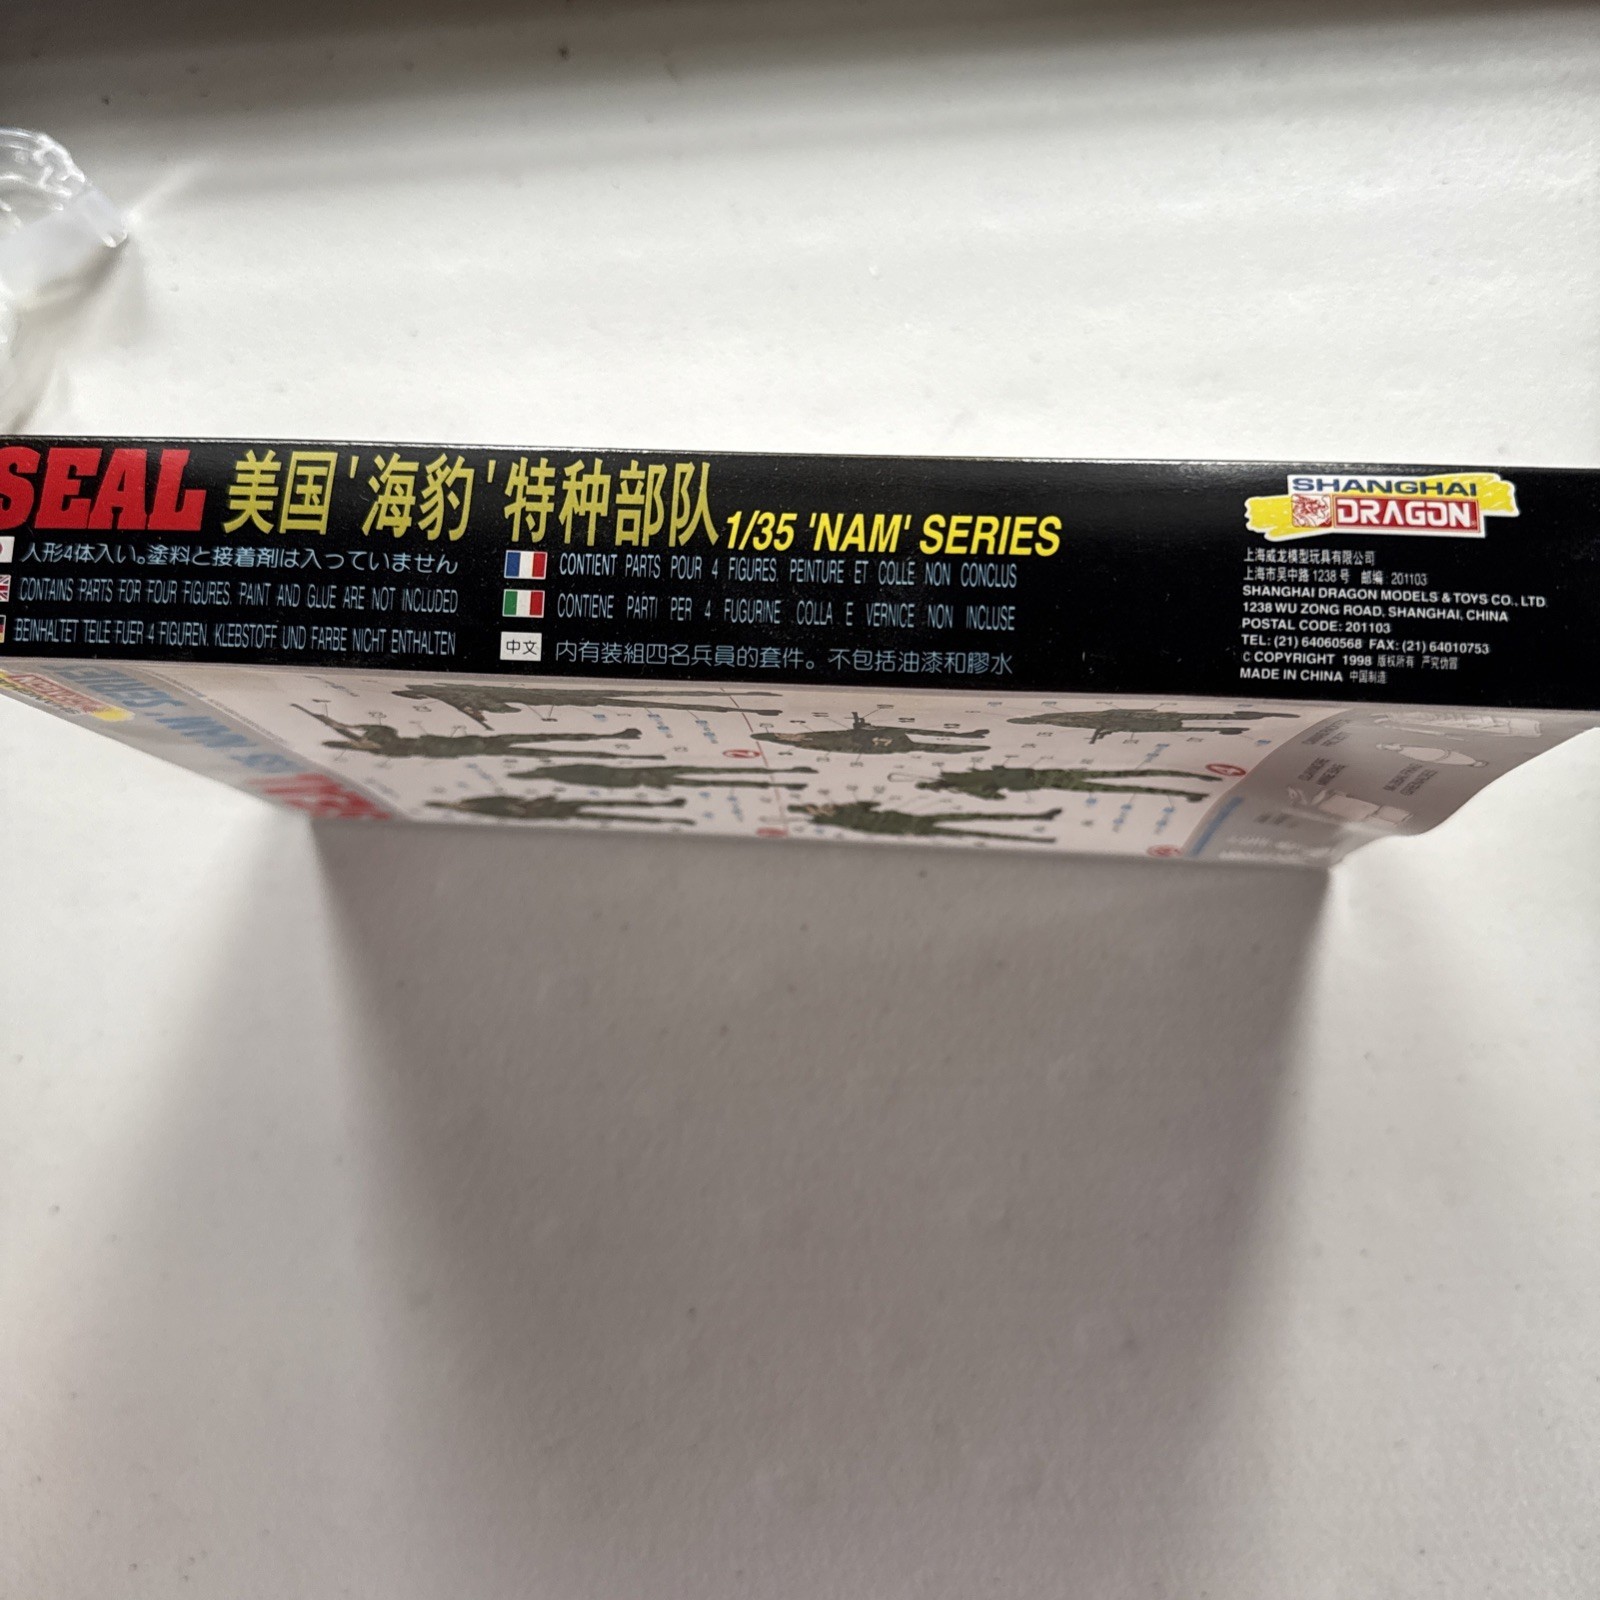 SEAL 美国'海豹'特种部队 1/35 'NAM' SERIES
人形4体入い。塗料と接着剤は入っていません
CONTAINS PARTS FOR FOUR FIGURES. PAINT AND GLUE ARE NOT INCLUDED
BEINHALTET TEILE FUER 4 FIGUREN. KLEBSTOFF UND FARBE NICHT ENTHALTEN
CONTIENT PARTS POUR 4 FIGURES. PEINTURE ET COLLE NON CONCLUS
CONTIENE PARTI PER 4 FUGURINE COLLA E VERNICE NON INCLUSE
中文 内有装組四名兵員的套件。不包括油漆和膠水
SHANGHAI
DRAGON
上海威龙模型玩具有限公司
上海市吴中路1238号 邮编: 201103
SHANGHAI DRAGON MODELS & TOYS CO., LTD
1238 WU ZONG ROAD, SHANGHAI, CHINA
POSTAL CODE: 201103
TEL: (21) 64060568 FAX: (21) 64010753
© COPYRIGHT 1998 版权所有 严究伪冒
MADE IN CHINA 中国制造